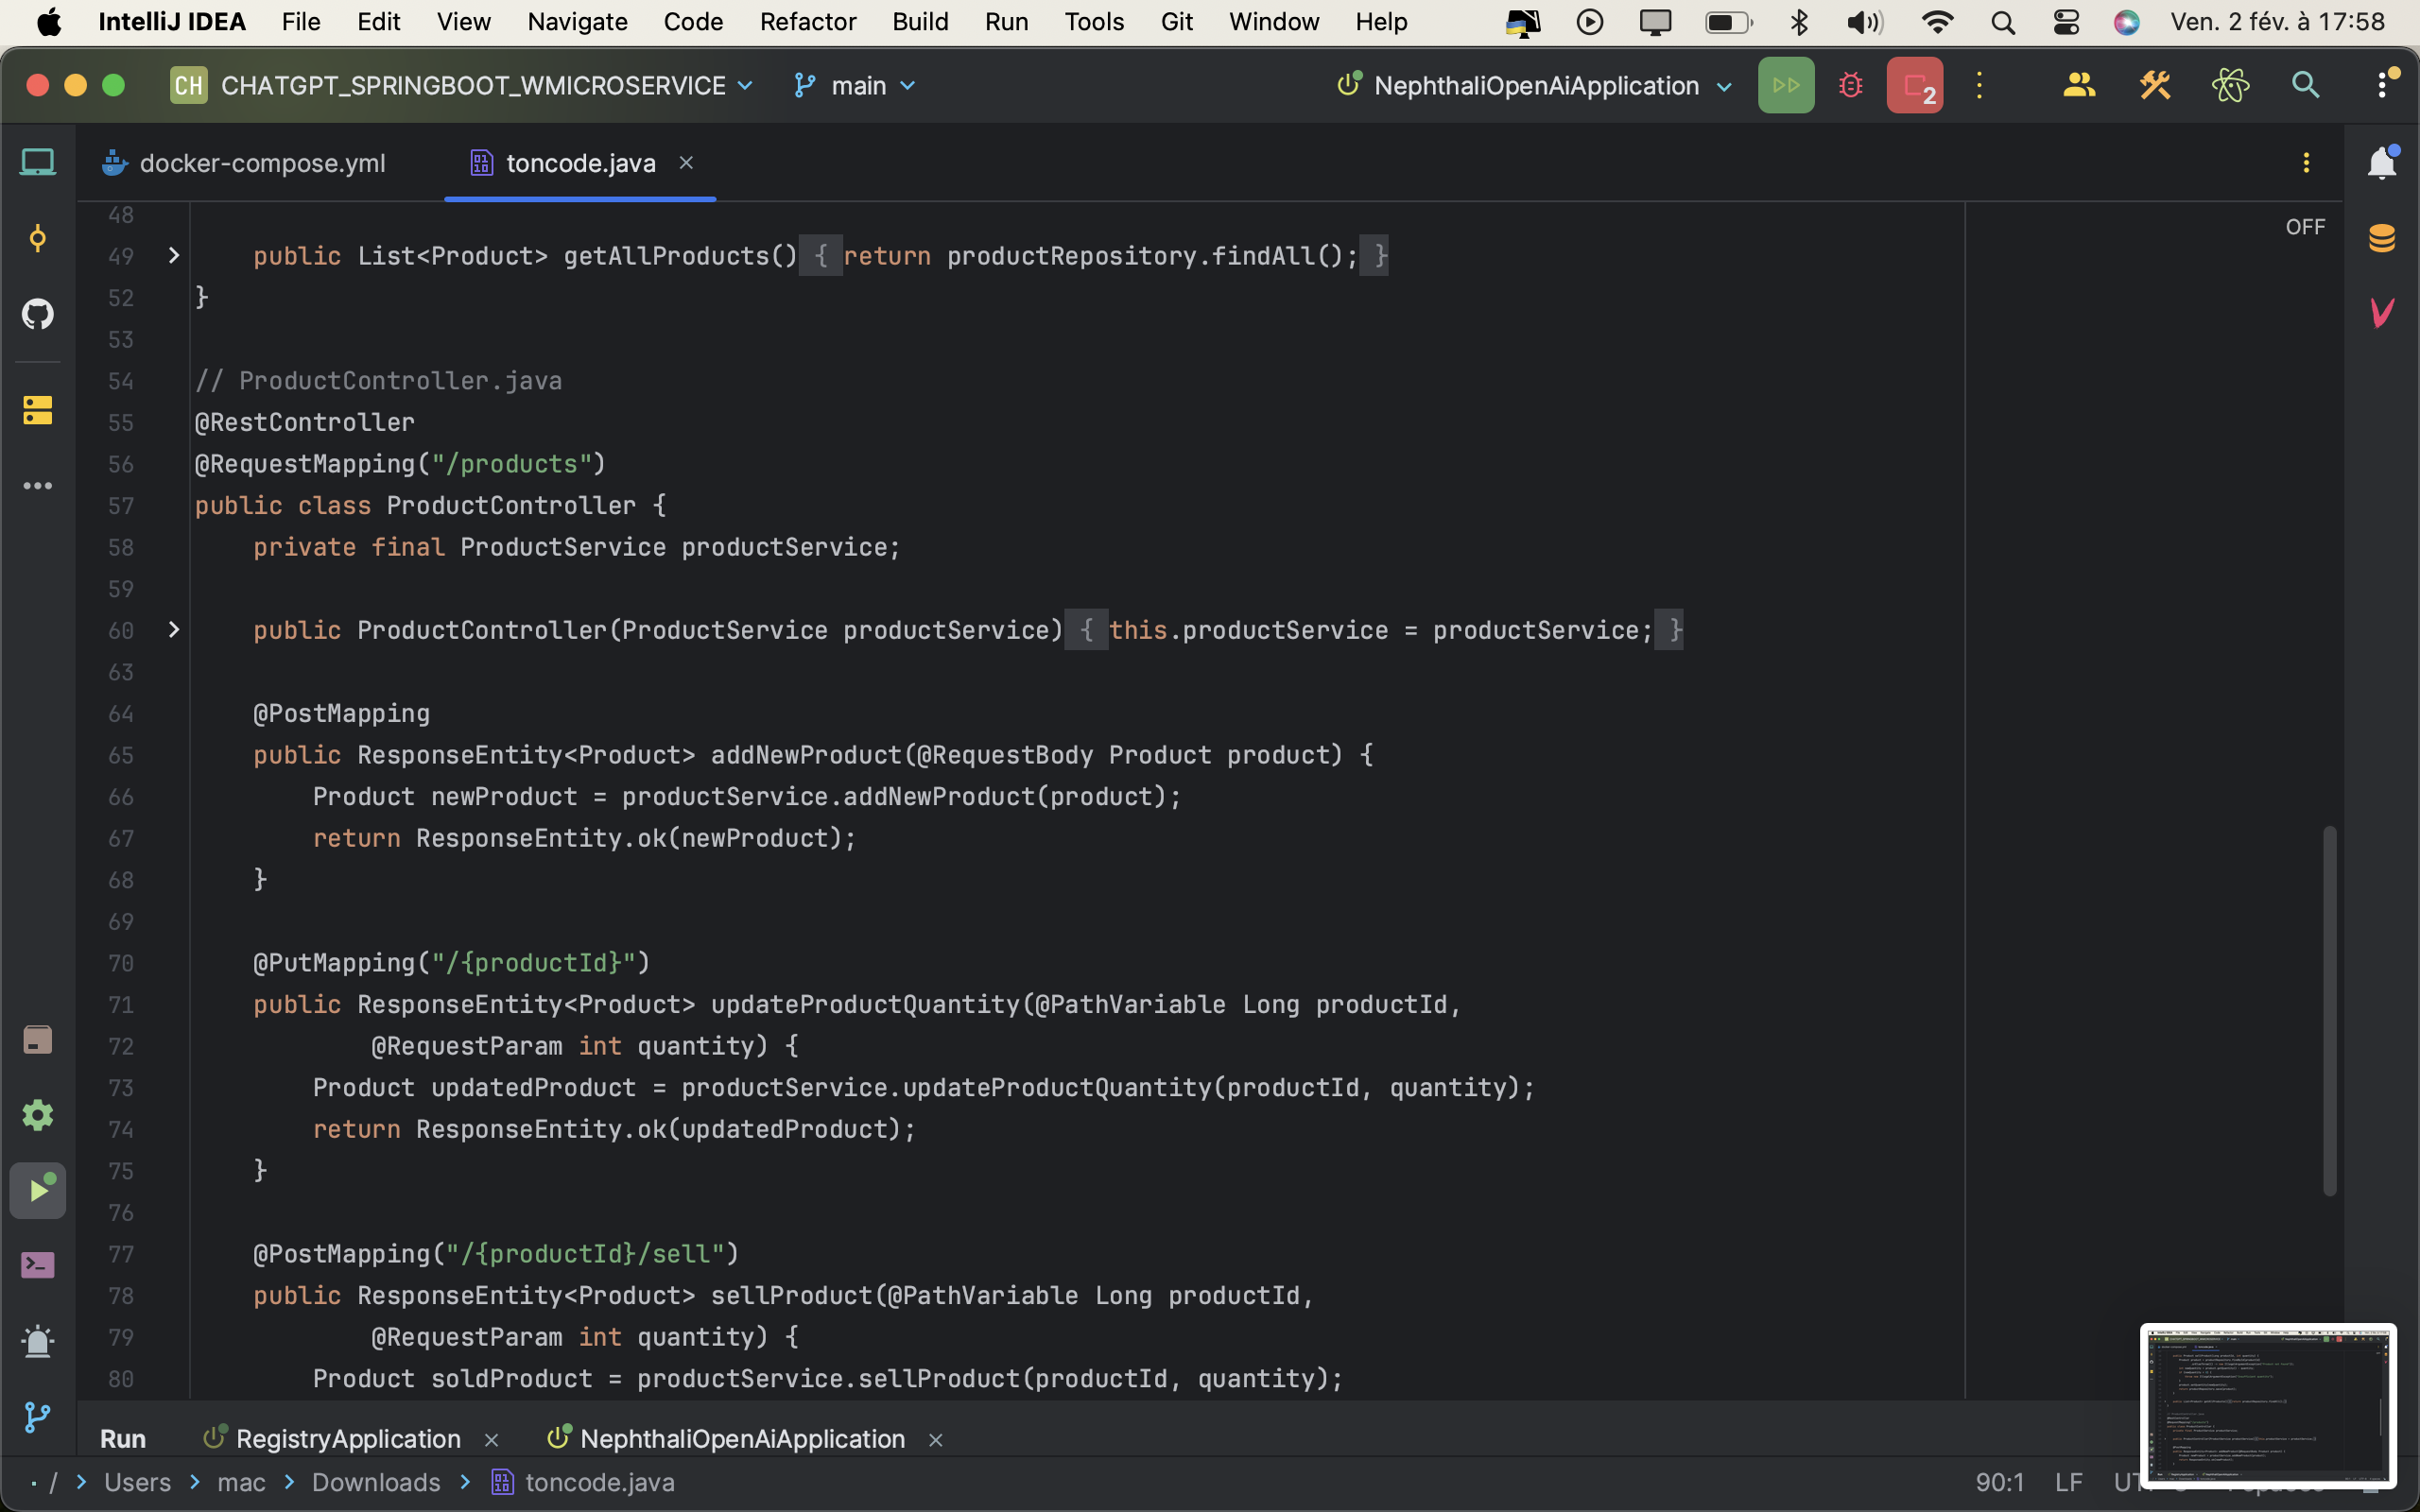 IntelliJ IDEA File Edit View Navigate Code Refactor Build Run Tools Git Window Help Ven. 2 fév. à 17:58
CH CHATGPT_SPRINGBOOT_WMICROSERVICE main NephthaliOpenAiApplication 2
docker-compose.yml toncode.java
OFF
48
49 public List<Product> getAllProducts() { return productRepository.findAll(); }
52 }
53
54 // ProductController.java
55 @RestController
56 @RequestMapping("/products")
57 public class ProductController {
58 private final ProductService productService;
59
60 public ProductController(ProductService productService) { this.productService = productService; }
63
64 @PostMapping
65 public ResponseEntity<Product> addNewProduct(@RequestBody Product product) {
66 Product newProduct = productService.addNewProduct(product);
67 return ResponseEntity.ok(newProduct);
68 }
69
70 @PutMapping("/{productId}")
71 public ResponseEntity<Product> updateProductQuantity(@PathVariable Long productId,
72 @RequestParam int quantity) {
73 Product updatedProduct = productService.updateProductQuantity(productId, quantity);
74 return ResponseEntity.ok(updatedProduct);
75 }
76
77 @PostMapping("/{productId}/sell")
78 public ResponseEntity<Product> sellProduct(@PathVariable Long productId,
79 @RequestParam int quantity) {
80 Product soldProduct = productService.sellProduct(productId, quantity);
Run RegistryApplication NephthaliOpenAiApplication
/ Users mac Downloads toncode.java 90:1 LF